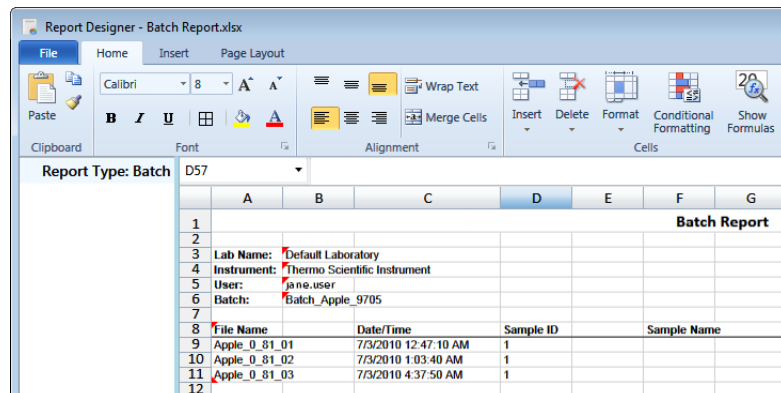 Report Designer - Batch Report.xlsx
File Home Insert Page Layout
Calibri 8 A A Wrap Text
Paste B I U A Merge Cells Insert Delete Format Conditional Formatting Show Formulas
Clipboard Font Alignment Cells
Report Type: Batch D57
A B C D E F G
1 Batch Report
2
3 Lab Name: Default Laboratory
4 Instrument: Thermo Scientific Instrument
5 User: jane.user
6 Batch: Batch_Apple_9705
7
8 File Name Date/Time Sample ID Sample Name
9 Apple_0_81_01 7/3/2010 12:47:10 AM 1
10 Apple_0_81_02 7/3/2010 1:03:40 AM 1
11 Apple_0_81_03 7/3/2010 4:37:50 AM 1
12